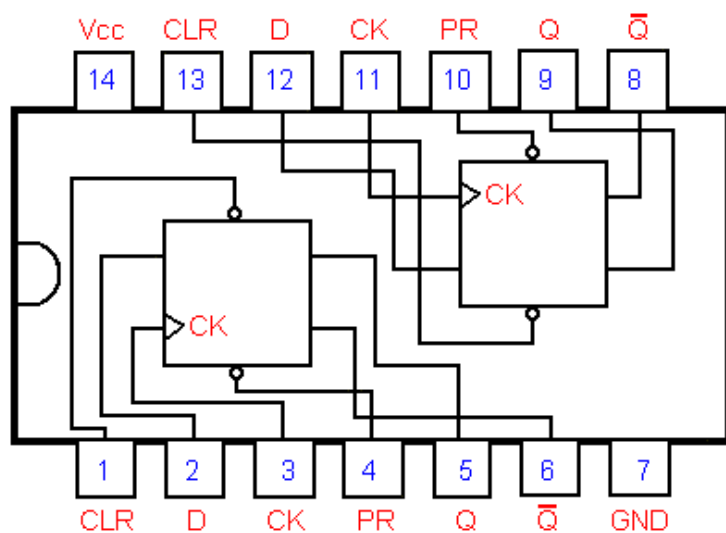 Vcc CLR D CK PR Q Q̅
14 13 12 11 10 9 8
CK
CK
1 2 3 4 5 6 7
CLR D CK PR Q Q̅ GND